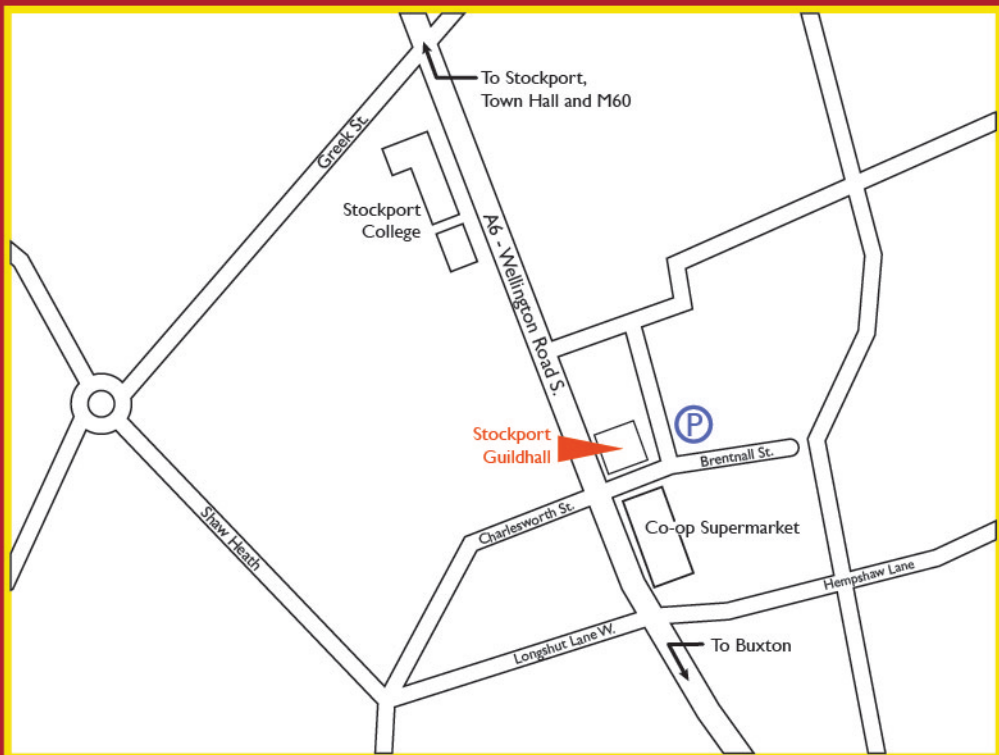 To Stockport,
Town Hall and M60
Greek St.
Stockport
College
A6 - Wellington Road S.
P
Stockport
Guildhall
Brentnall St.
Charlesworth St.
Shaw Heath
Co-op Supermarket
Hempshaw Lane
Longshut Lane W.
To Buxton